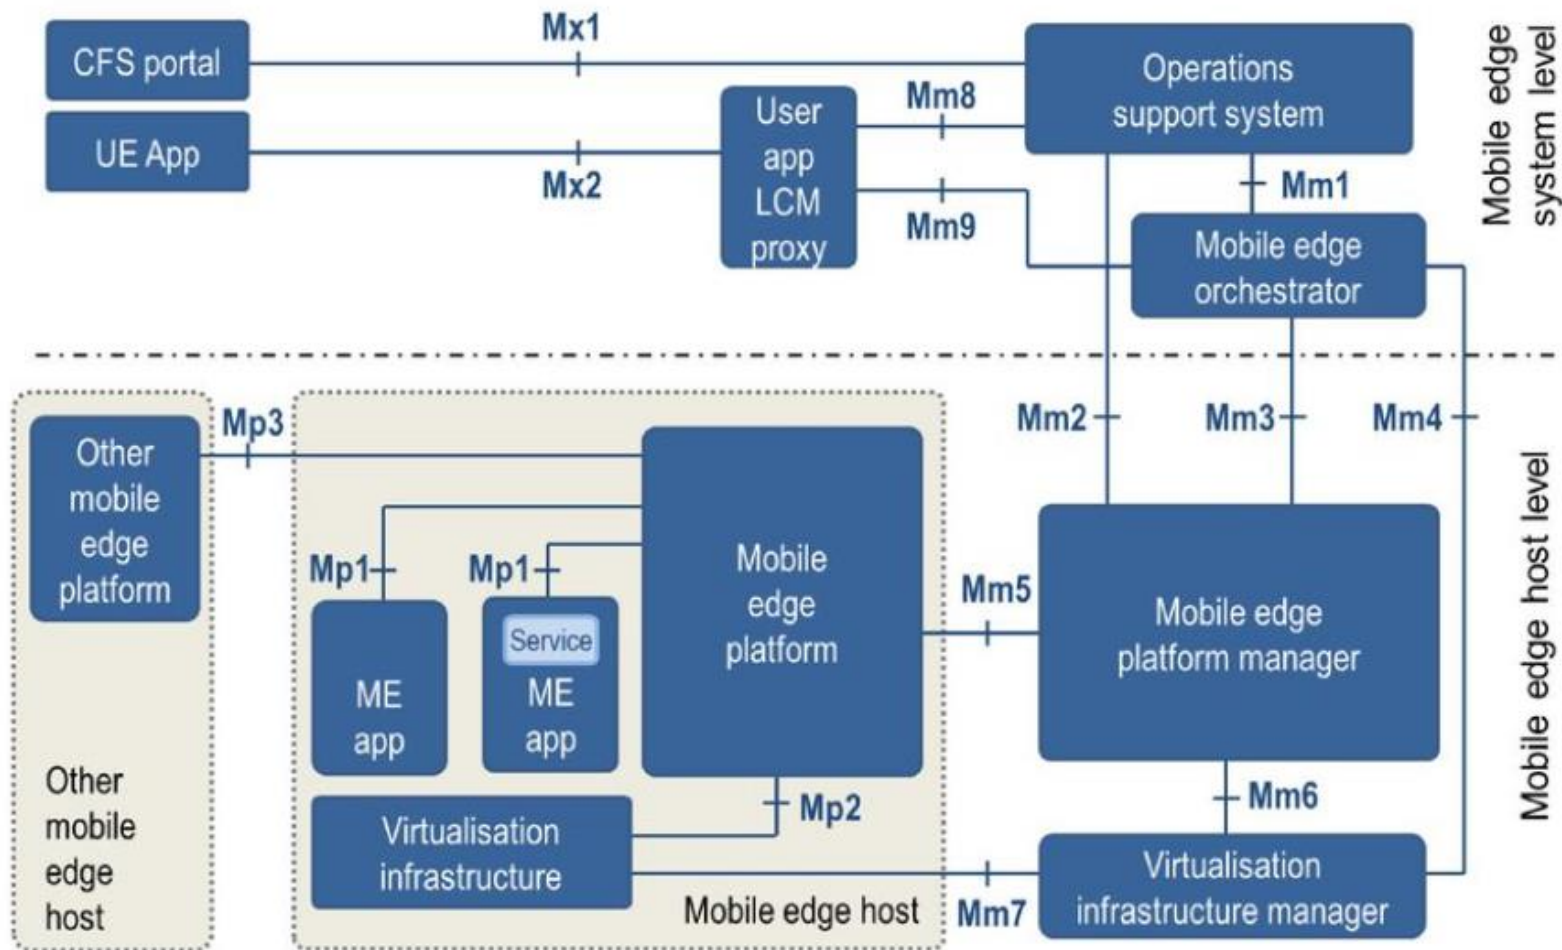 CFS portal
Mx1
Operations
support system
Mobile edge
system level
UE App
Mx2
User
app
LCM
proxy
Mm8
Mm9
Mm1
Mobile edge
orchestrator
Other
mobile
edge
platform
Mp3
Mm2
Mm3
Mm4
Mobile edge host level
Mp1
Mp1
Mobile
edge
platform
Mm5
Mobile edge
platform manager
ME
app
Service
ME
app
Mp2
Mm6
Other
mobile
edge
host
Virtualisation
infrastructure
Mobile edge host
Mm7
Virtualisation
infrastructure manager